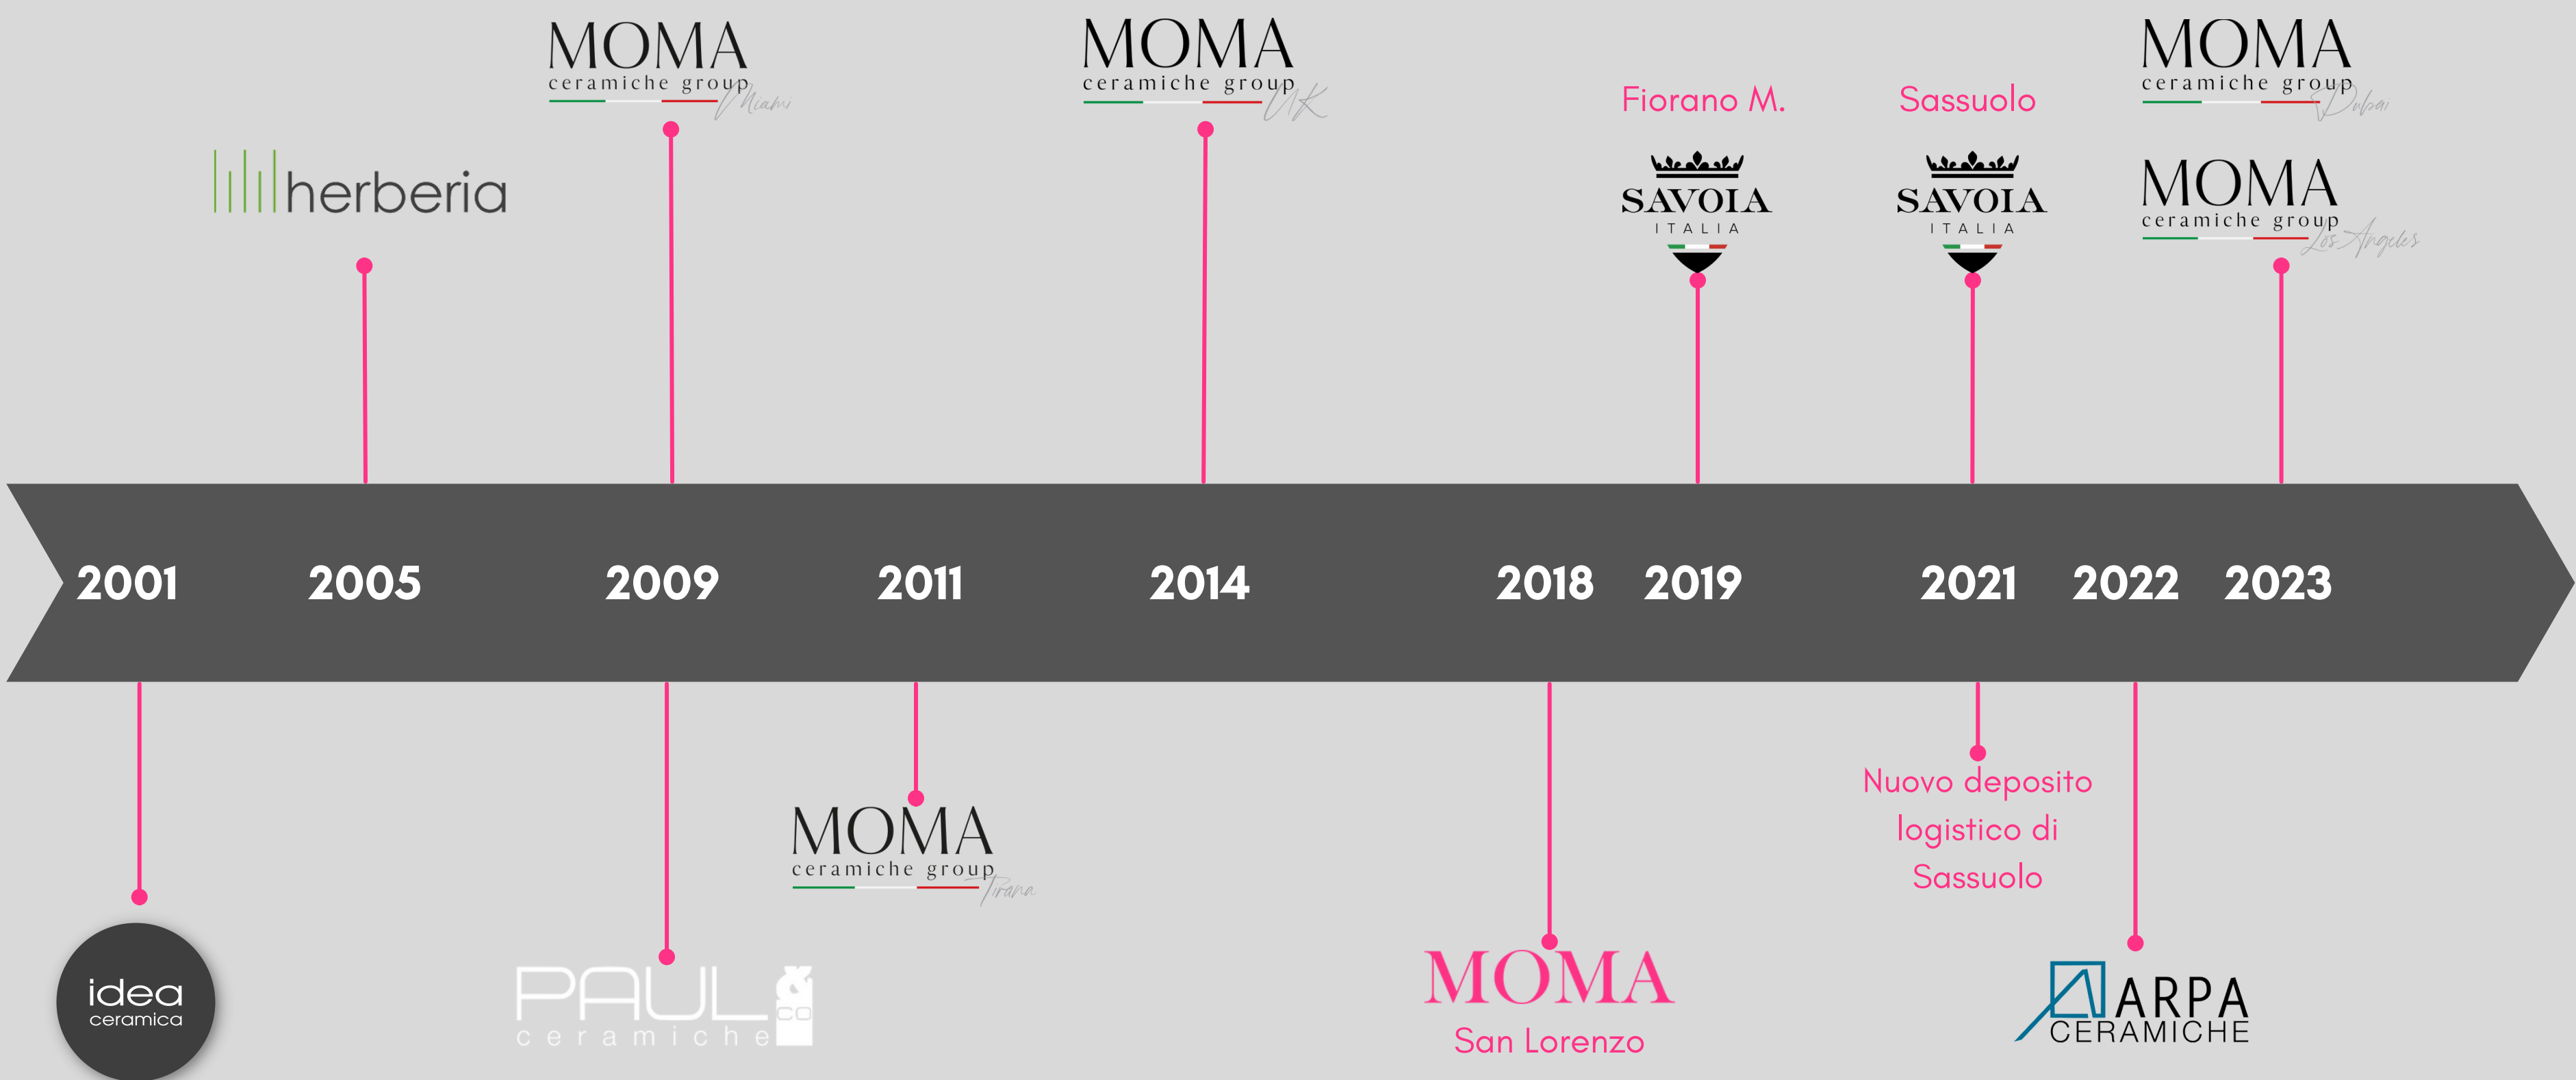 MOMA
ceramiche group
Miami
MOMA
ceramiche group
UK
MOMA
ceramiche group
Dubai
Fiorano M.
Sassuolo
herberia
SAVOIA
ITALIA
SAVOIA
ITALIA
MOMA
ceramiche group
Los Angeles
2001 2005 2009 2011 2014 2018 2019 2021 2022 2023
Nuovo deposito
logistico di
Sassuolo
MOMA
ceramiche group
Tirana
idea
ceramica
PAUL & CO
ceramiche
MOMA
San Lorenzo
ARPA
CERAMICHE